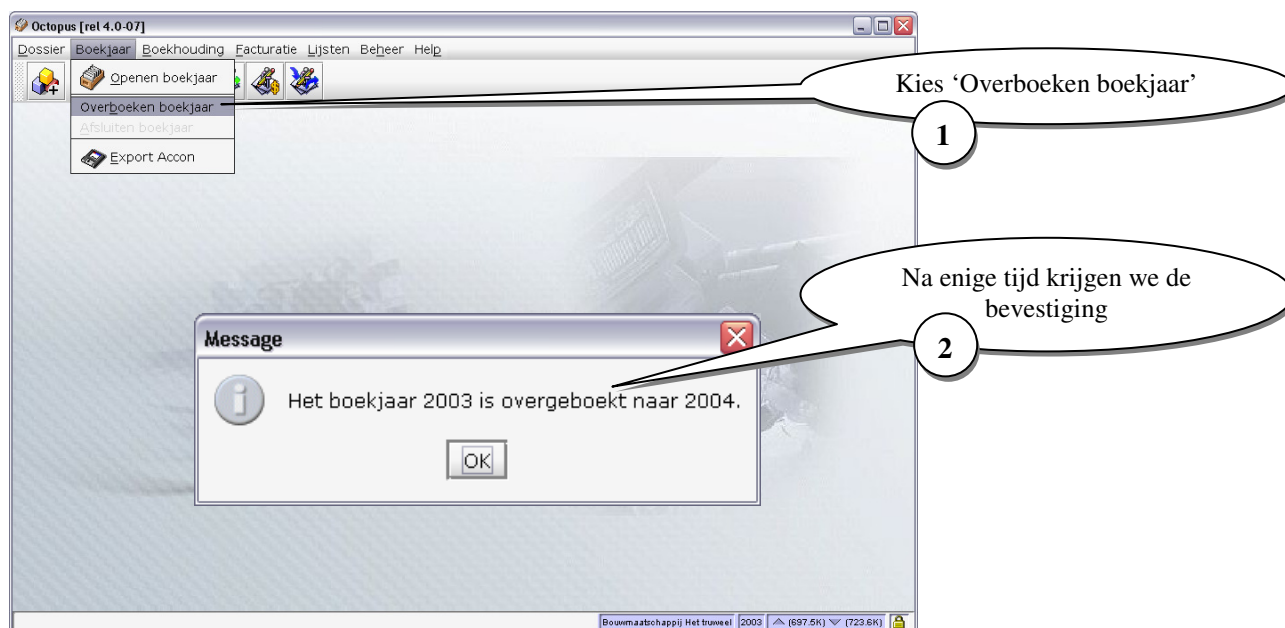 Octopus [rel 4.0-07]
Dossier Boekjaar Boekhouding Facturatie Lijsten Beheer Help
Openen boekjaar
Overboeken boekjaar
Afsluiten boekjaar
Export Accon
Kies ‘Overboeken boekjaar’
1
Na enige tijd krijgen we de
bevestiging
2
Message
Het boekjaar 2003 is overgeboekt naar 2004.
OK
Bouwmaatschappij Het truweel 2003 (697.5K) (723.6K)